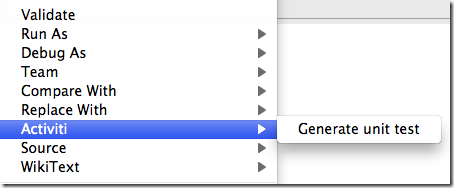 Validate
Run As
Debug As
Team
Compare With
Replace With
Activiti
Generate unit test
Source
WikiText